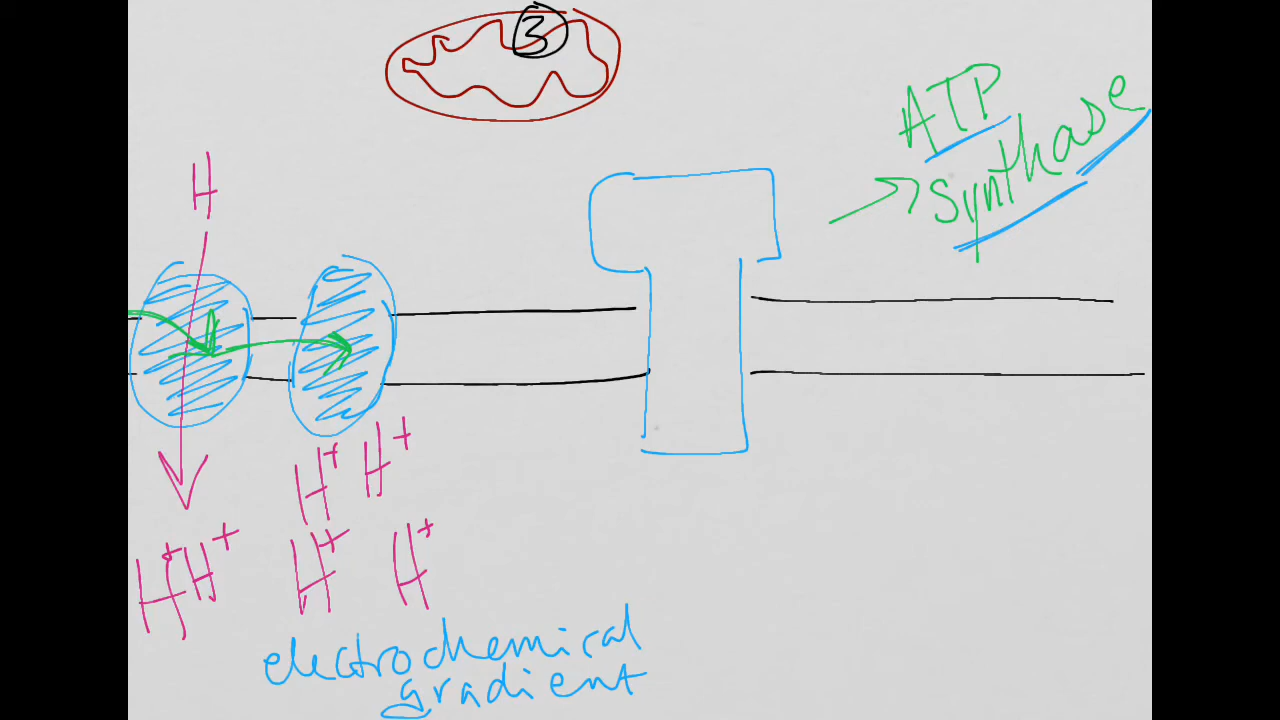 3
ATP
synthase
H
H+ H+
H+ H+
H+ H+
electrochemical
gradient